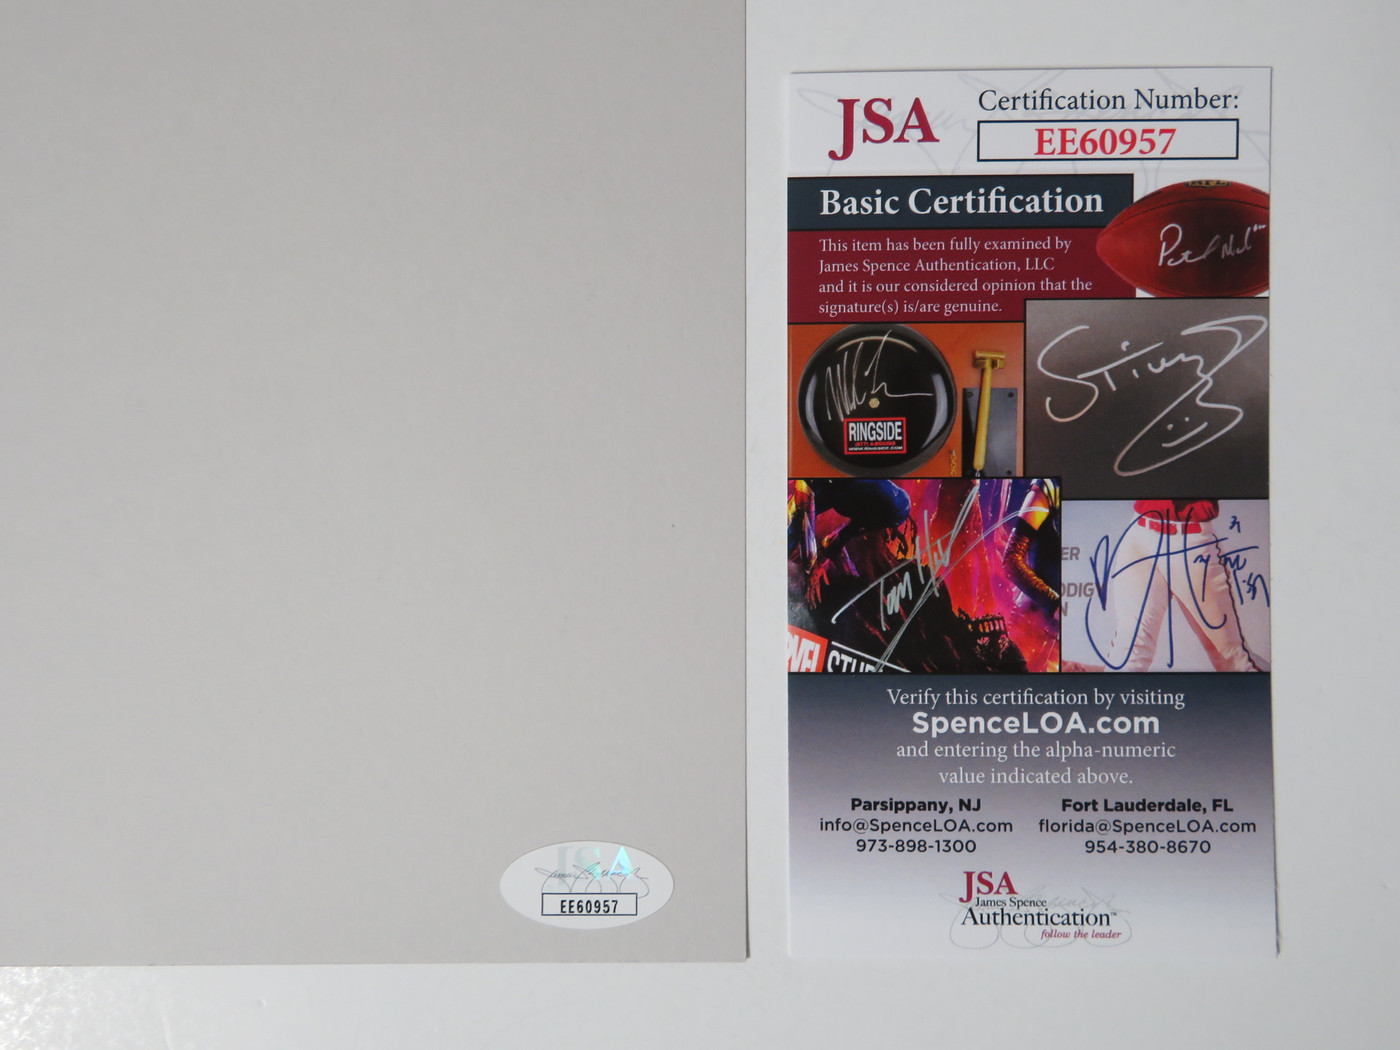 JSA
EE60957
JSA
Certification Number:
EE60957
Basic Certification
This item has been fully examined by
James Spence Authentication, LLC
and it is our considered opinion that the
signature(s) is/are genuine.
RINGSIDE
Verify this certification by visiting
SpenceLOA.com
and entering the alpha-numeric
value indicated above.
Parsippany, NJ
info@SpenceLOA.com
973-898-1300
Fort Lauderdale, FL
florida@SpenceLOA.com
954-380-8670
JSA
James Spence
Authentication™
follow the leader